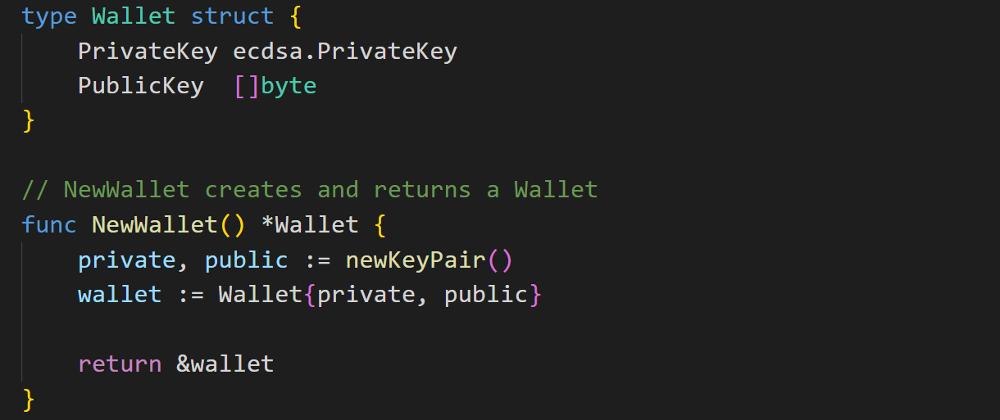 type Wallet struct {
    PrivateKey ecdsa.PrivateKey
    PublicKey  []byte
}

// NewWallet creates and returns a Wallet
func NewWallet() *Wallet {
    private, public := newKeyPair()
    wallet := Wallet{private, public}

    return &wallet
}